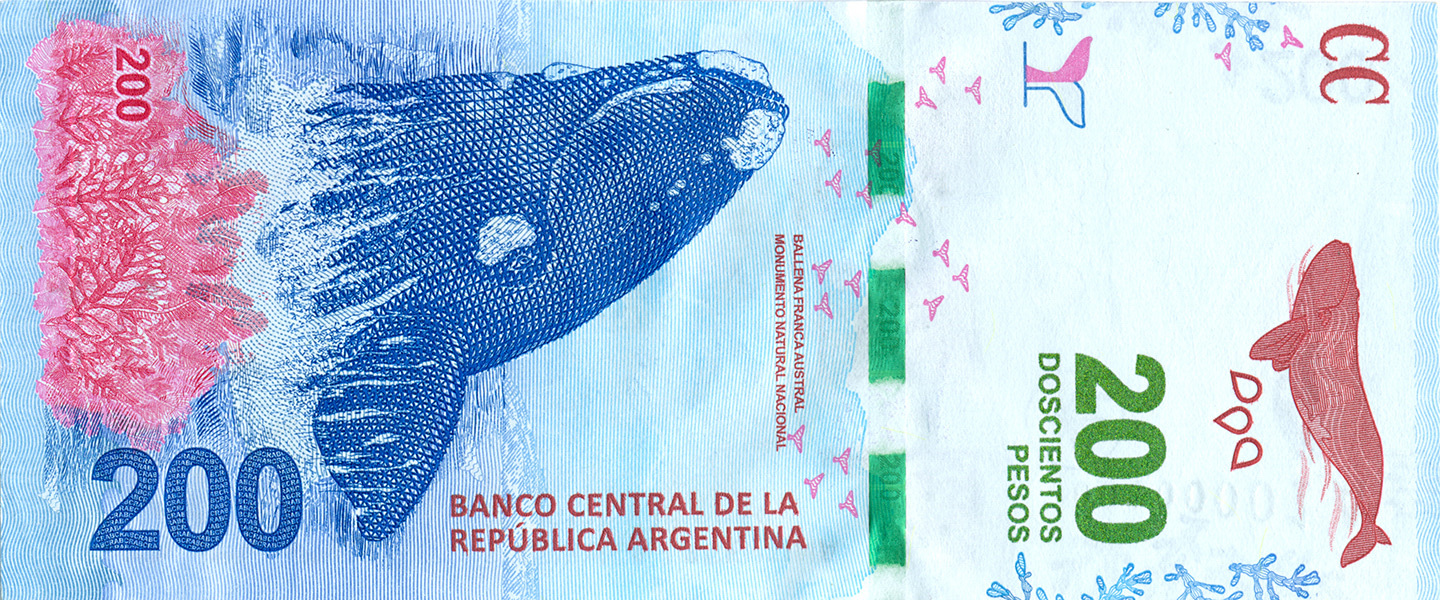 200
200
BANCO CENTRAL DE LA
REPÚBLICA ARGENTINA
BALLENA FRANCA AUSTRAL
MONUMENTO NATURAL NACIONAL
200
200
200
CC
200
DOSCIENTOS
PESOS